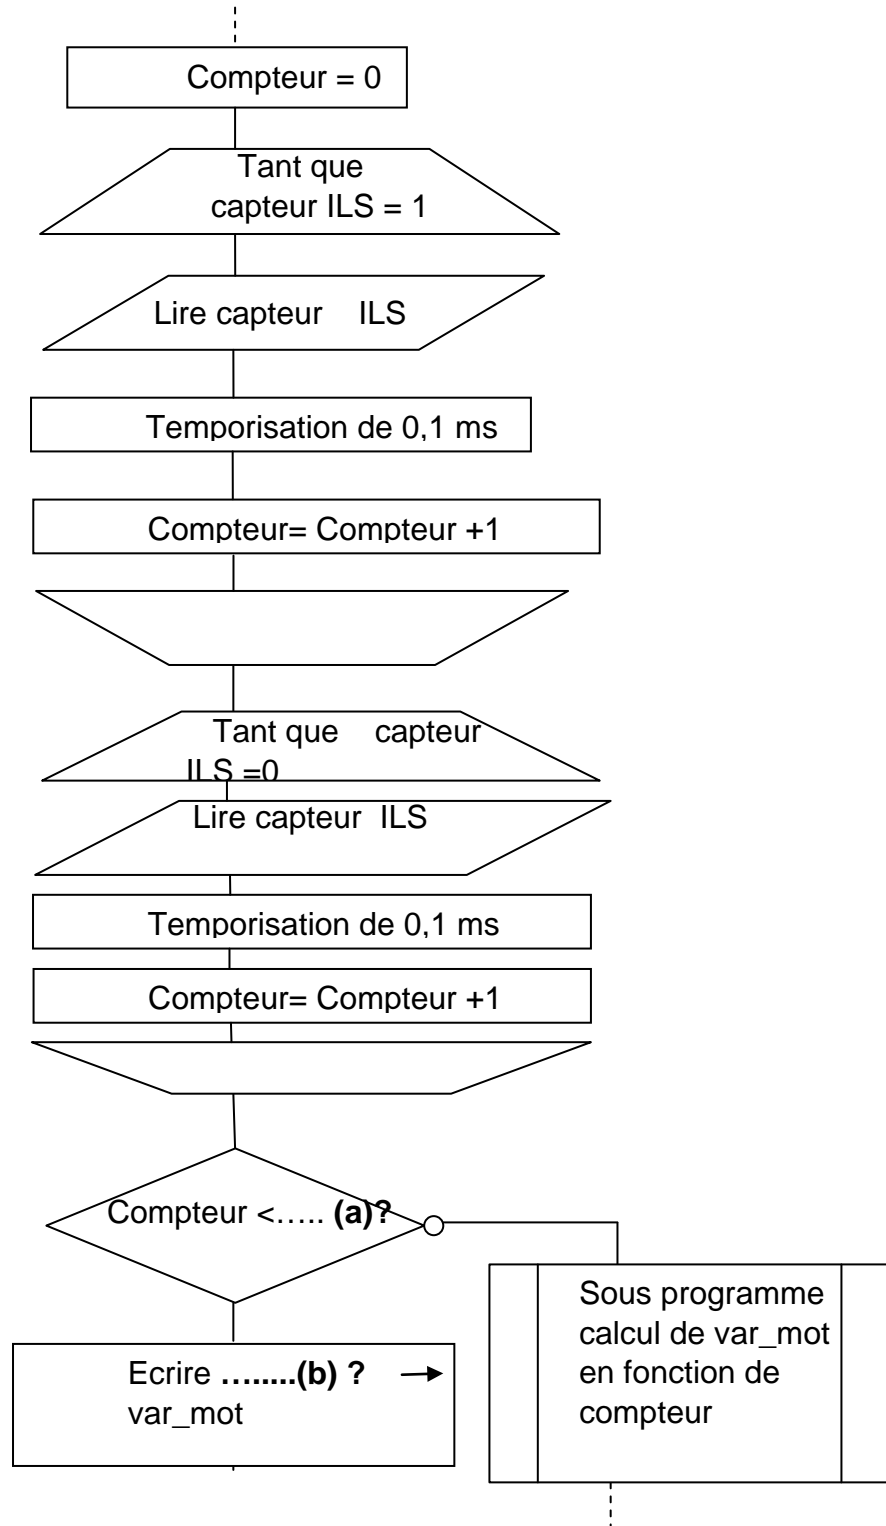 Compteur = 0
Tant que
capteur ILS = 1
Lire capteur ILS
Temporisation de 0,1 ms
Compteur= Compteur +1
Tant que capteur
ILS =0
Lire capteur ILS
Temporisation de 0,1 ms
Compteur= Compteur +1
Compteur <….. (a)?
Ecrire ….....(b) ?
var_mot
Sous programme
calcul de var_mot
en fonction de
compteur